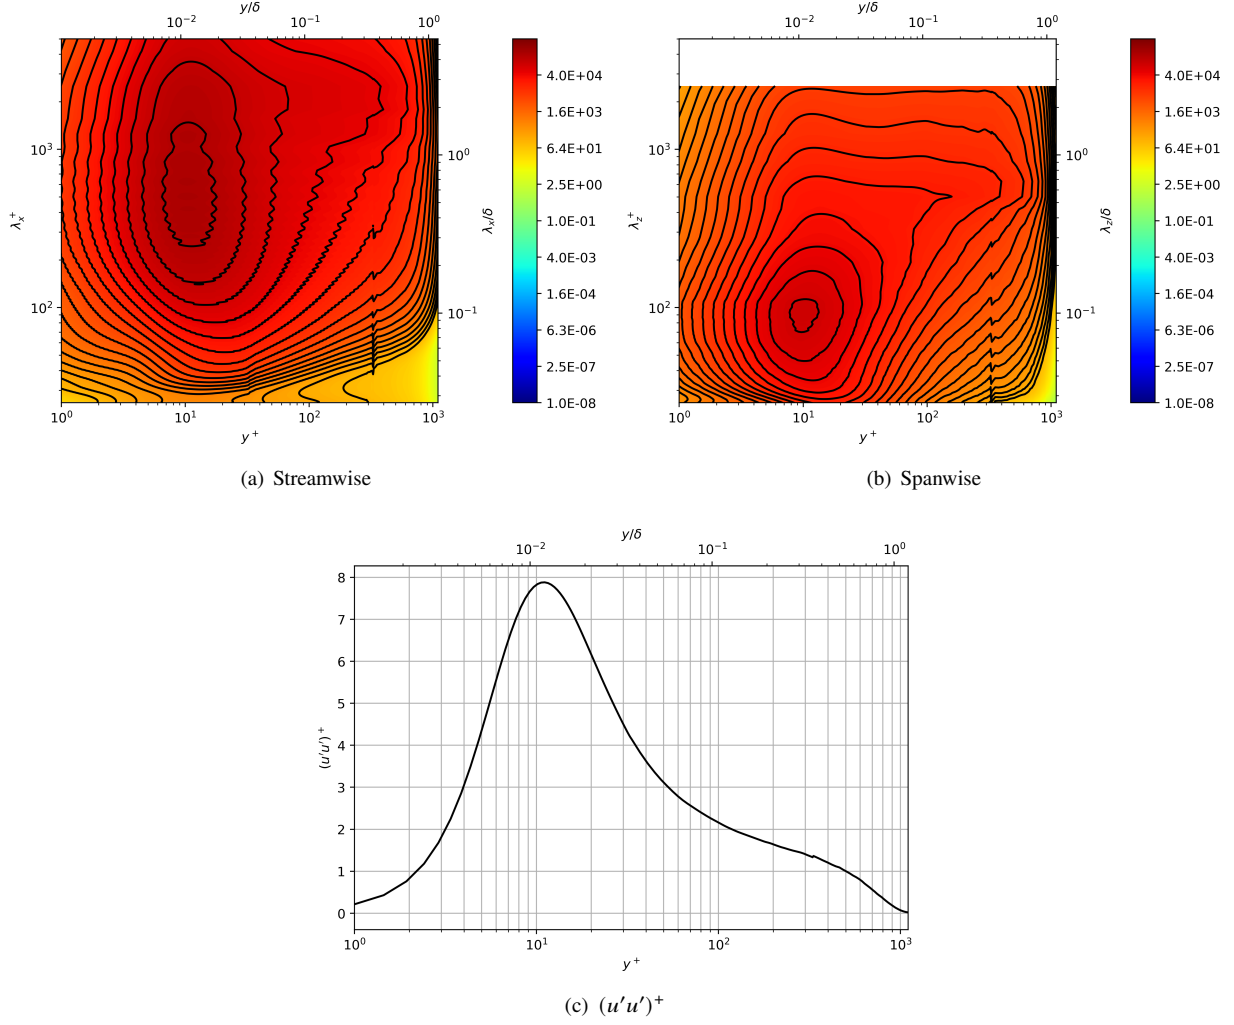 y/δ
10⁻² 10⁻¹ 10⁰
λₓ⁺
10³
10²
10⁰ 10¹ 10² 10³
y⁺
10⁰
10⁻¹
λₓ/δ
4.0E+04
1.6E+03
6.4E+01
2.5E+00
1.0E-01
4.0E-03
1.6E-04
6.3E-06
2.5E-07
1.0E-08
(a) Streamwise
y/δ
10⁻² 10⁻¹ 10⁰
λ_z⁺
10³
10²
10⁰ 10¹ 10² 10³
y⁺
10⁰
10⁻¹
λ_z/δ
4.0E+04
1.6E+03
6.4E+01
2.5E+00
1.0E-01
4.0E-03
1.6E-04
6.3E-06
2.5E-07
1.0E-08
(b) Spanwise
y/δ
10⁻² 10⁻¹ 10⁰
(u'u')⁺
8
7
6
5
4
3
2
1
0
10⁰ 10¹ 10² 10³
y⁺
(c) (u′u′)⁺